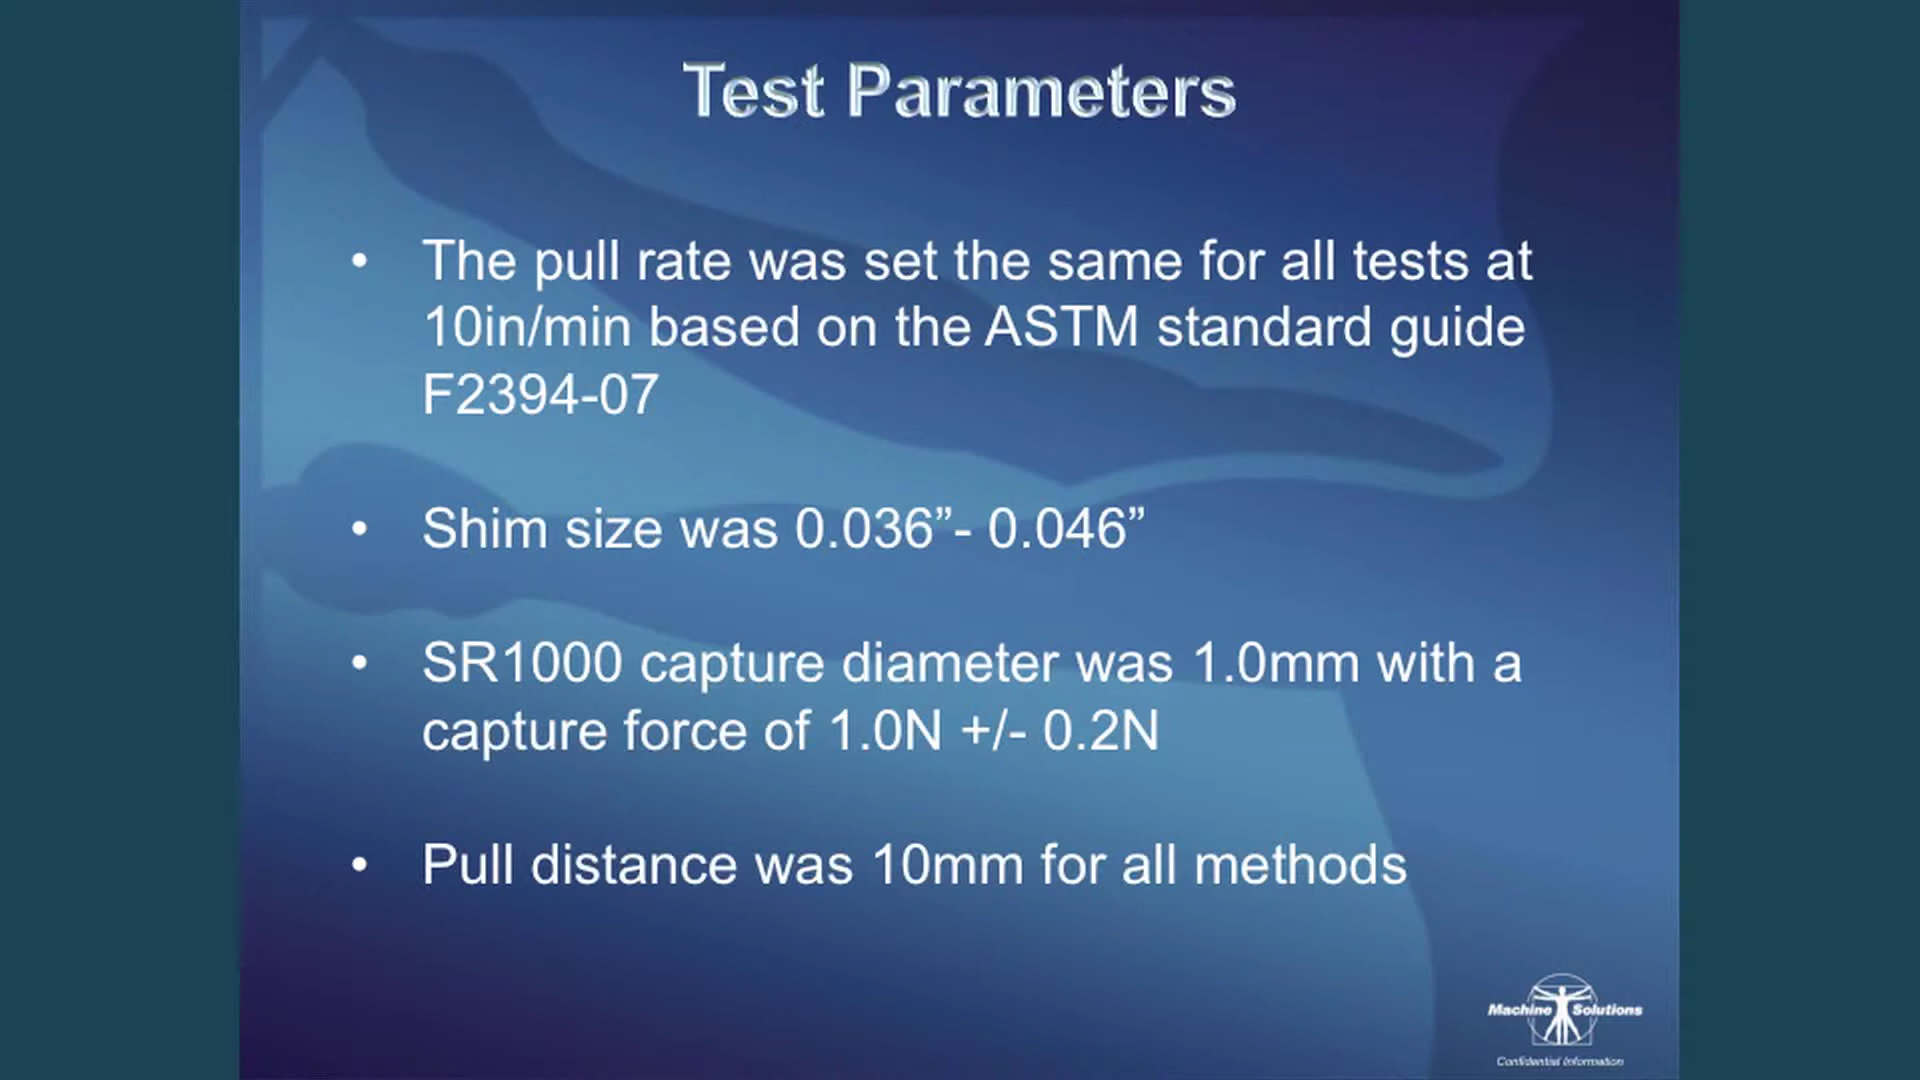 Test Parameters
• The pull rate was set the same for all tests at
10in/min based on the ASTM standard guide
F2394-07
• Shim size was 0.036”- 0.046”
• SR1000 capture diameter was 1.0mm with a
capture force of 1.0N +/- 0.2N
• Pull distance was 10mm for all methods
Machine Solutions
Confidential Information